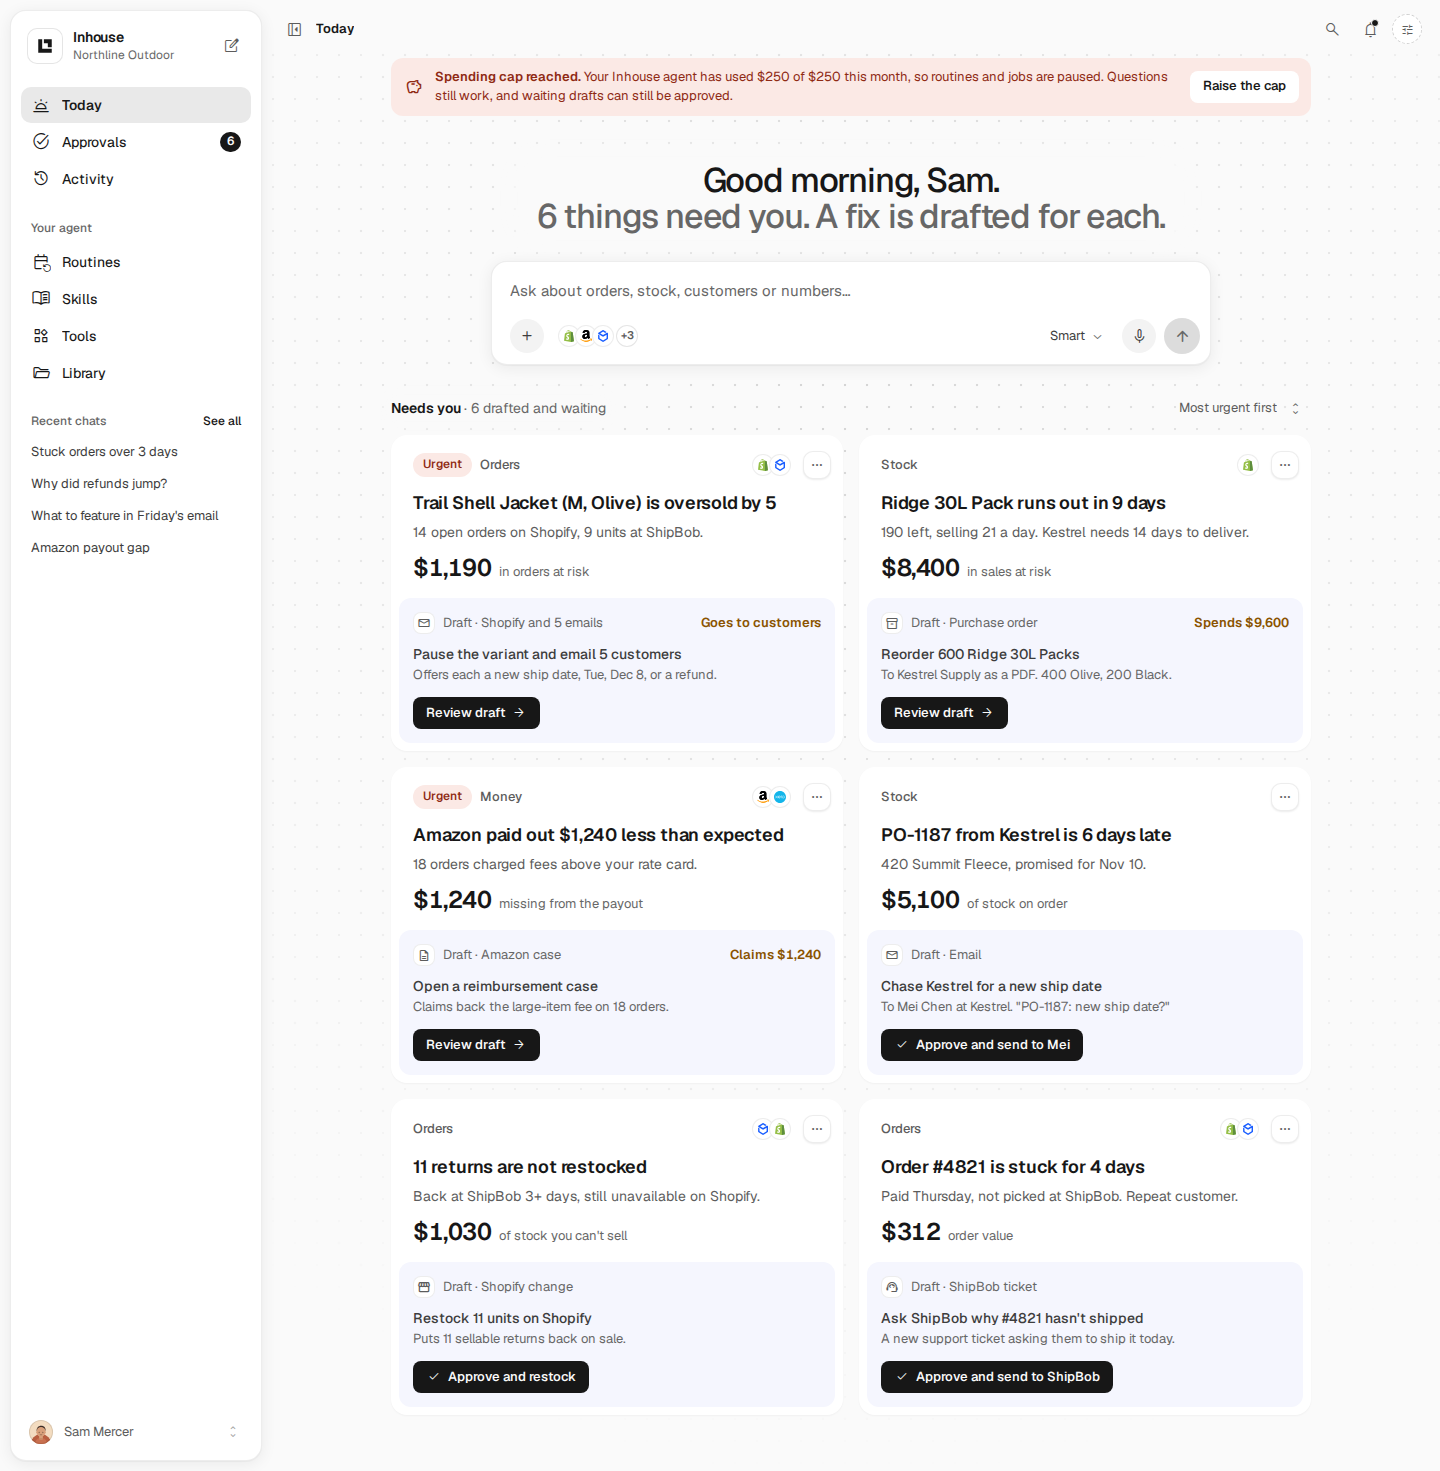 Inhouse
Northline Outdoor
Today
Approvals
6
Activity
Your agent
Routines
Skills
Tools
Library
Recent chats
See all
Stuck orders over 3 days
Why did refunds jump?
What to feature in Friday's email
Amazon payout gap
Sam Mercer
Today
Spending cap reached. Your Inhouse agent has used $250 of $250 this month, so routines and jobs are paused. Questions
still work, and waiting drafts can still be approved.
Raise the cap
Good morning, Sam.
6 things need you. A fix is drafted for each.
Ask about orders, stock, customers or numbers...
+3
Smart
Needs you · 6 drafted and waiting
Most urgent first
Urgent
Orders
Trail Shell Jacket (M, Olive) is oversold by 5
14 open orders on Shopify, 9 units at ShipBob.
$1,190 in orders at risk
Draft · Shopify and 5 emails
Goes to customers
Pause the variant and email 5 customers
Offers each a new ship date, Tue, Dec 8, or a refund.
Review draft
Stock
Ridge 30L Pack runs out in 9 days
190 left, selling 21 a day. Kestrel needs 14 days to deliver.
$8,400 in sales at risk
Draft · Purchase order
Spends $9,600
Reorder 600 Ridge 30L Packs
To Kestrel Supply as a PDF. 400 Olive, 200 Black.
Review draft
Urgent
Money
Amazon paid out $1,240 less than expected
18 orders charged fees above your rate card.
$1,240 missing from the payout
Draft · Amazon case
Claims $1,240
Open a reimbursement case
Claims back the large-item fee on 18 orders.
Review draft
Stock
PO-1187 from Kestrel is 6 days late
420 Summit Fleece, promised for Nov 10.
$5,100 of stock on order
Draft · Email
Chase Kestrel for a new ship date
To Mei Chen at Kestrel. "PO-1187: new ship date?"
Approve and send to Mei
Orders
11 returns are not restocked
Back at ShipBob 3+ days, still unavailable on Shopify.
$1,030 of stock you can't sell
Draft · Shopify change
Restock 11 units on Shopify
Puts 11 sellable returns back on sale.
Approve and restock
Orders
Order #4821 is stuck for 4 days
Paid Thursday, not picked at ShipBob. Repeat customer.
$312 order value
Draft · ShipBob ticket
Ask ShipBob why #4821 hasn't shipped
A new support ticket asking them to ship it today.
Approve and send to ShipBob